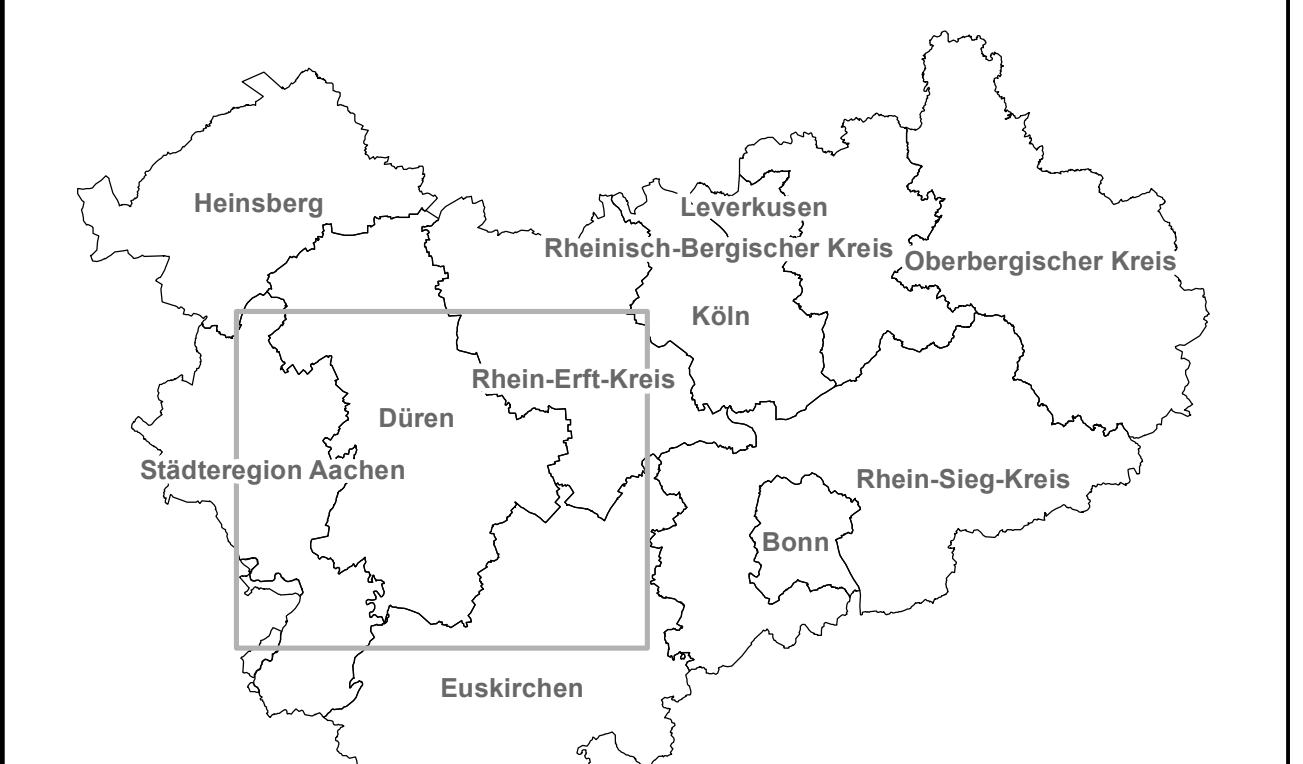 Heinsberg
Leverkusen
Rheinisch-Bergischer Kreis
Oberbergischer Kreis
Köln
Rhein-Erft-Kreis
Düren
Städteregion Aachen
Rhein-Sieg-Kreis
Bonn
Euskirchen